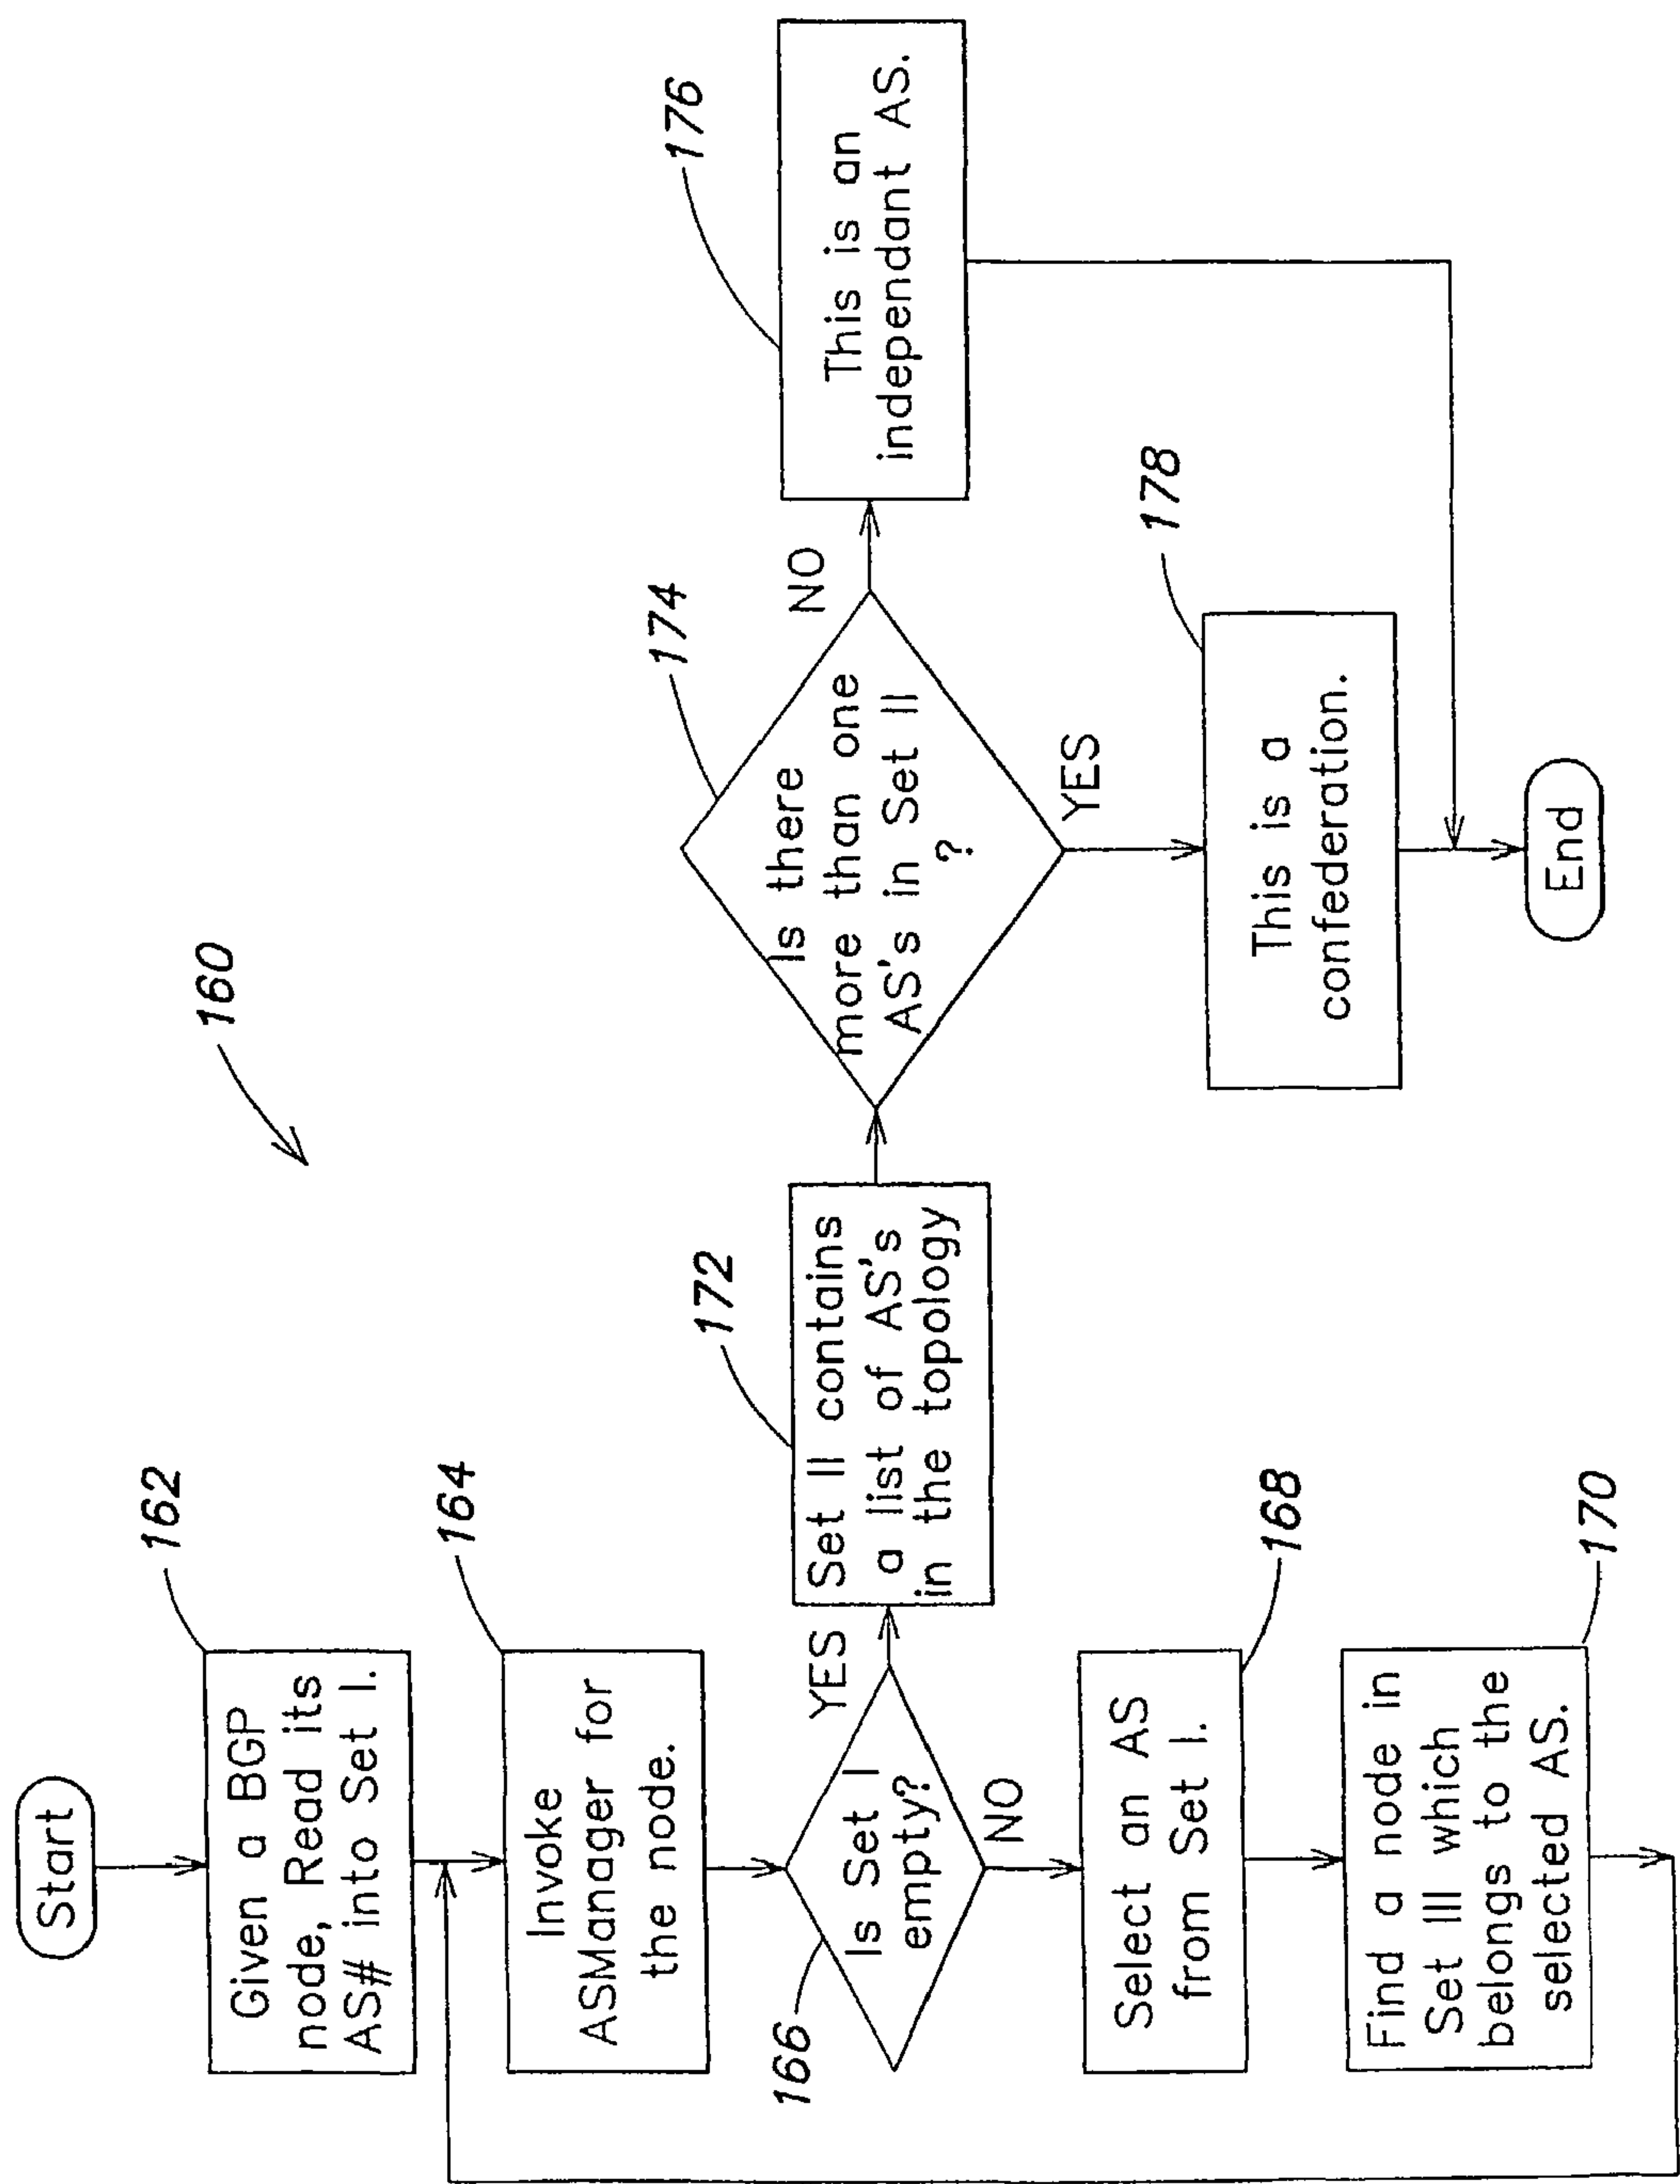 160
Start
162
Given a BGP
node, Read its
AS# into Set I.
164
Invoke
ASManager for
the node.
166
Is Set I
empty?
YES
NO
168
Select an AS
from Set I.
170
Find a node in
Set III which
belongs to the
selected AS.
172
Set II contains
a list of AS's
in the topology
174
Is there
more than one
AS's in Set II
?
NO
YES
176
This is an
independant AS.
178
This is a
confederation.
End